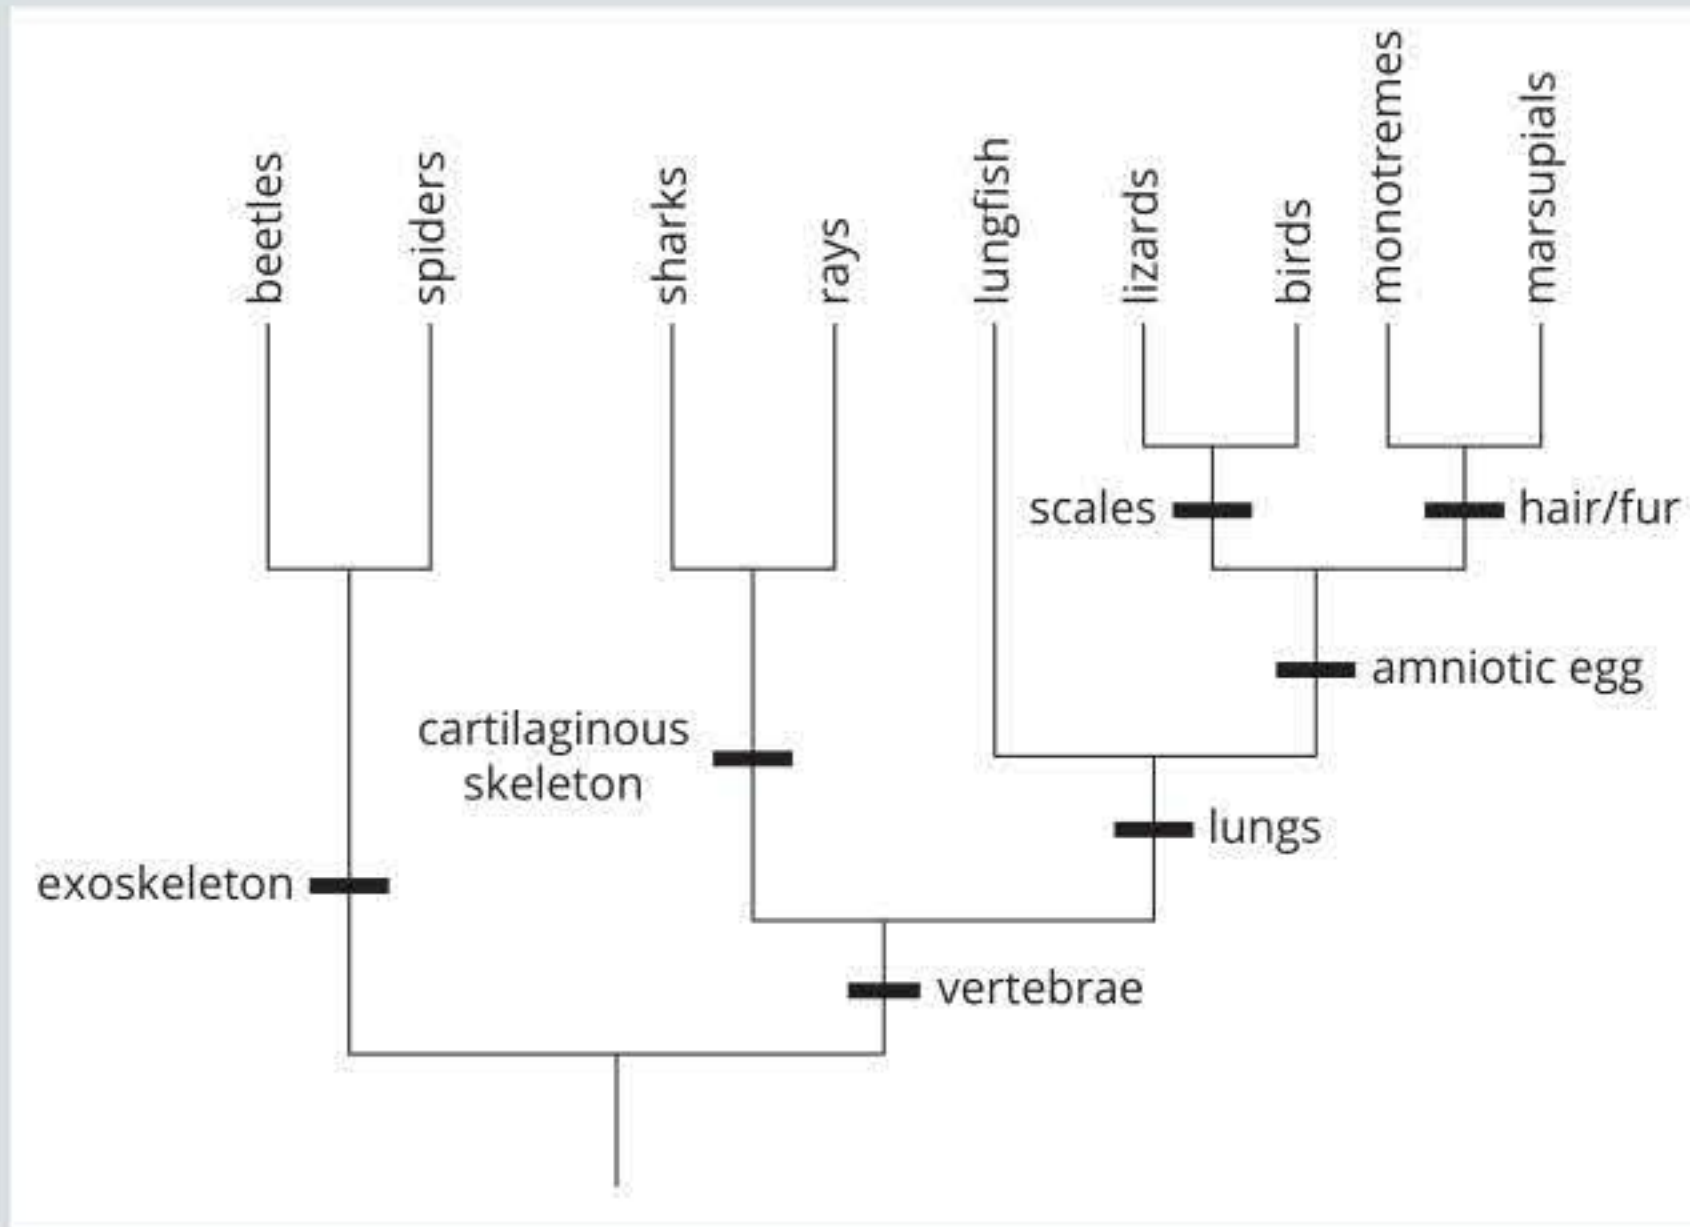 beetles
spiders
sharks
rays
lungfish
lizards
birds
monotremes
marsupials
scales
hair/fur
amniotic egg
cartilaginous
skeleton
lungs
exoskeleton
vertebrae